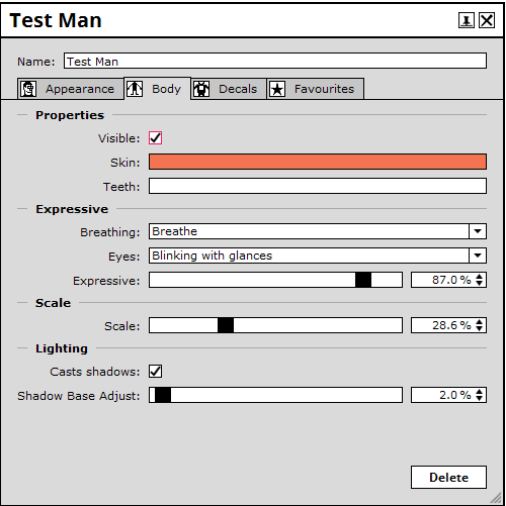 Test Man
Name: Test Man
Appearance Body Decals Favourites
Properties
Visible:
Skin:
Teeth:
Expressive
Breathing: Breathe
Eyes: Blinking with glances
Expressive: 87.0 %
Scale
Scale: 28.6 %
Lighting
Casts shadows:
Shadow Base Adjust: 2.0 %
Delete